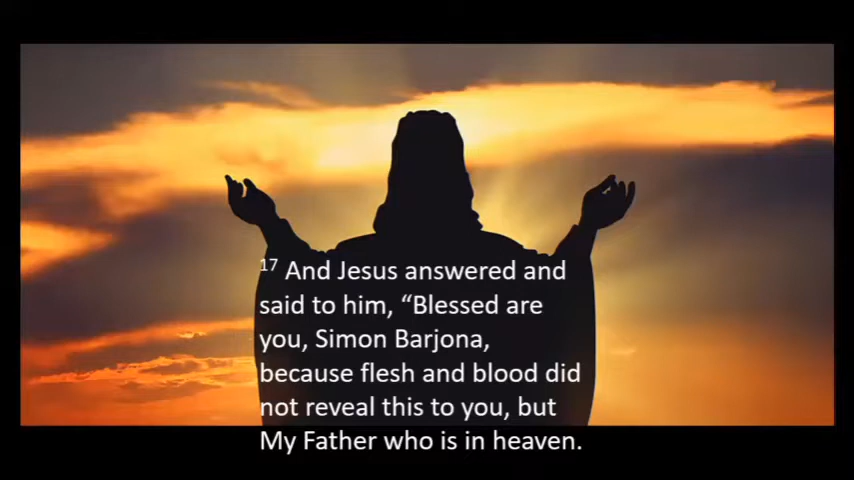 17 And Jesus answered and
said to him, “Blessed are
you, Simon Barjona,
because flesh and blood did
not reveal this to you, but
My Father who is in heaven.